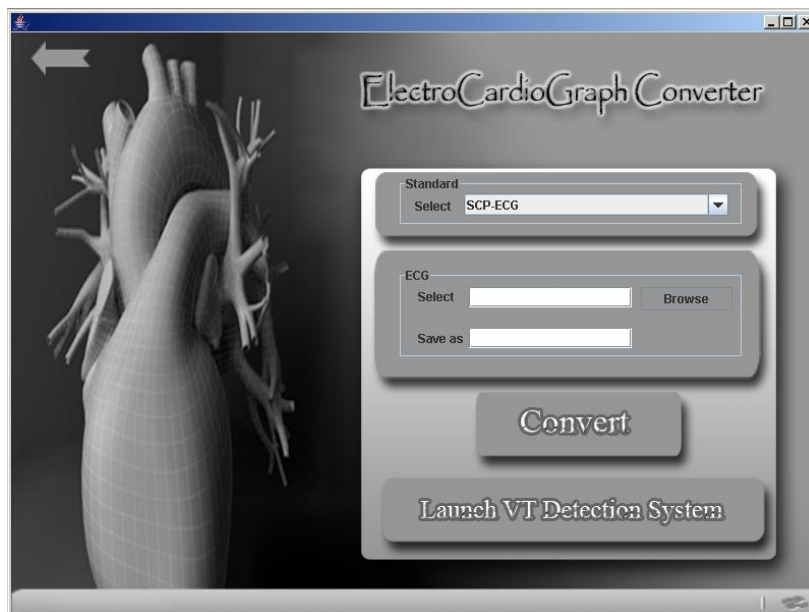 ElectroCardioGraph Converter
Standard
Select SCP-ECG
ECG
Select Browse
Save as
Convert
Launch VT Detection System